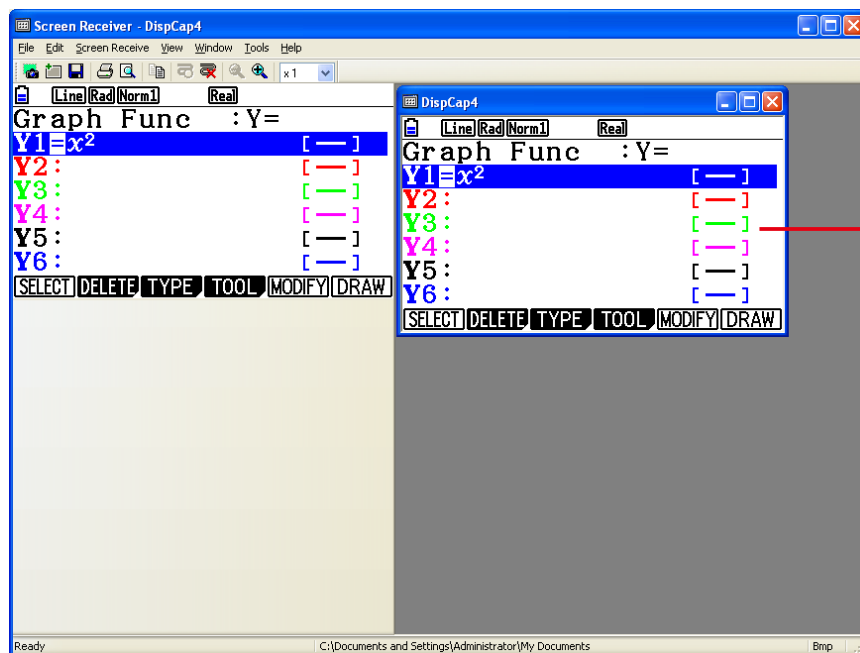 Screen Receiver - DispCap4
File Edit Screen Receive View Window Tools Help
x1
Line Rad Norm1 Real
Graph Func :Y=
Y1=x² [—]
Y2: [—]
Y3: [—]
Y4: [—]
Y5: [—]
Y6: [—]
SELECT DELETE TYPE TOOL MODIFY DRAW
DispCap4
Line Rad Norm1 Real
Graph Func :Y=
Y1=x² [—]
Y2: [—]
Y3: [—]
Y4: [—]
Y5: [—]
Y6: [—]
SELECT DELETE TYPE TOOL MODIFY DRAW
Ready C:\Documents and Settings\Administrator\My Documents Bmp